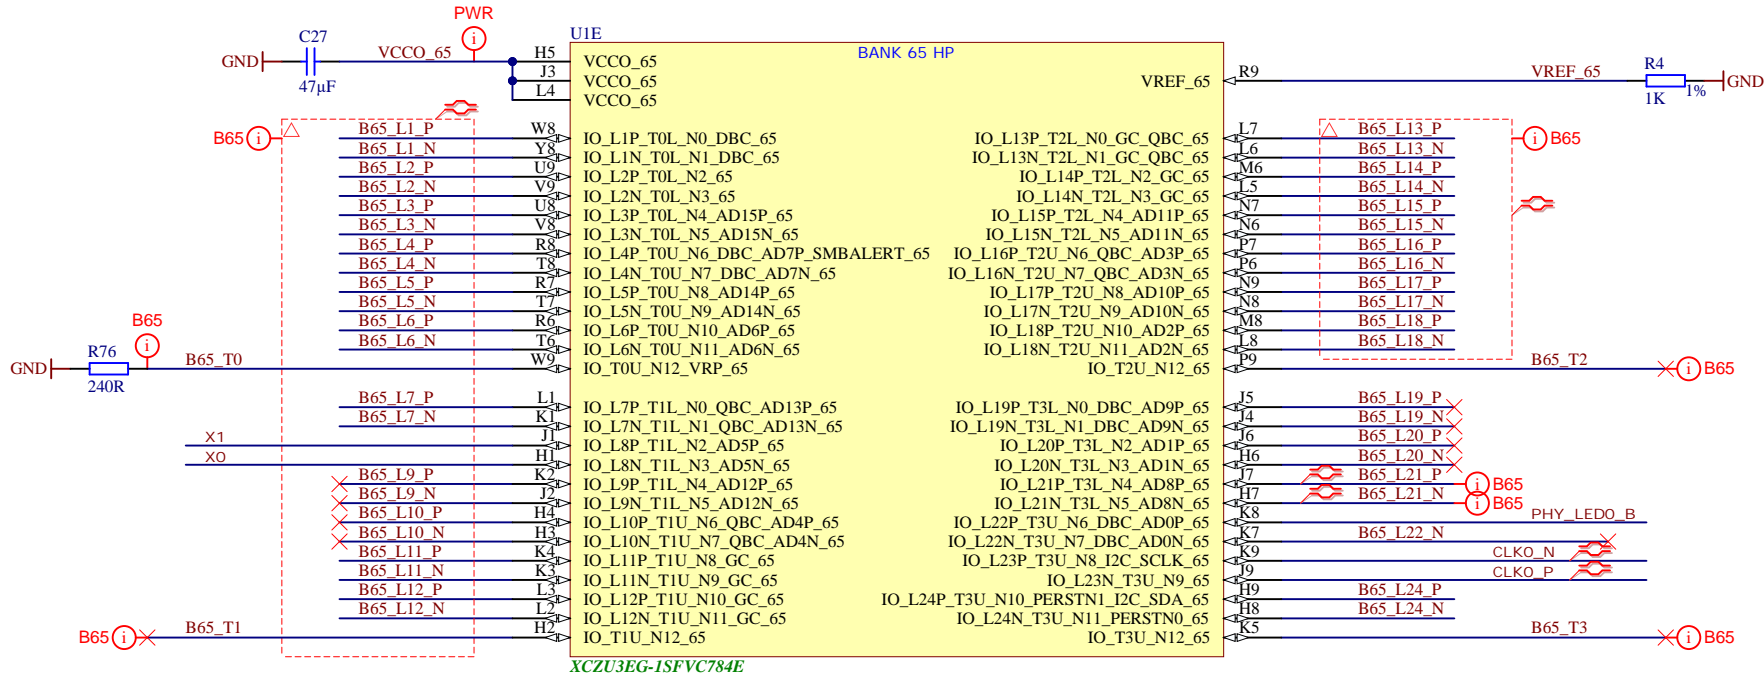 PWR
C27
U1E
GND VCCO_65 H5 VCCO_65 BANK 65 HP
47µF J3 VCCO_65 VREF_65 R9 VREF_65 R4 GND
L4 VCCO_65 1K 1%
B65 B65_L1_P W8 IO_L1P_T0L_N0_DBC_65 IO_L13P_T2L_N0_GC_QBC_65 L7 B65_L13_P B65
B65_L1_N Y8 IO_L1N_T0L_N1_DBC_65 IO_L13N_T2L_N1_GC_QBC_65 L6 B65_L13_N
B65_L2_P U9 IO_L2P_T0L_N2_65 IO_L14P_T2L_N2_GC_65 M6 B65_L14_P
B65_L2_N V9 IO_L2N_T0L_N3_65 IO_L14N_T2L_N3_GC_65 L5 B65_L14_N
B65_L3_P U8 IO_L3P_T0L_N4_AD15P_65 IO_L15P_T2L_N4_AD11P_65 N7 B65_L15_P
B65_L3_N V8 IO_L3N_T0L_N5_AD15N_65 IO_L15N_T2L_N5_AD11N_65 N6 B65_L15_N
B65_L4_P R8 IO_L4P_T0U_N6_DBC_AD7P_SMBALERT_65 IO_L16P_T2U_N6_QBC_AD3P_65 P7 B65_L16_P
B65_L4_N T8 IO_L4N_T0U_N7_DBC_AD7N_65 IO_L16N_T2U_N7_QBC_AD3N_65 P6 B65_L16_N
B65_L5_P R7 IO_L5P_T0U_N8_AD14P_65 IO_L17P_T2U_N8_AD10P_65 N9 B65_L17_P
B65_L5_N T7 IO_L5N_T0U_N9_AD14N_65 IO_L17N_T2U_N9_AD10N_65 N8 B65_L17_N
B65 B65_L6_P R6 IO_L6P_T0U_N10_AD6P_65 IO_L18P_T2U_N10_AD2P_65 M8 B65_L18_P
R76 B65_L6_N T6 IO_L6N_T0U_N11_AD6N_65 IO_L18N_T2U_N11_AD2N_65 L8 B65_L18_N
GND B65_T0 W9 IO_T0U_N12_VRP_65 IO_T2U_N12_65 P9 B65_T2 B65
240R
B65_L7_P L1 IO_L7P_T1L_N0_QBC_AD13P_65 IO_L19P_T3L_N0_DBC_AD9P_65 J5 B65_L19_P
B65_L7_N K1 IO_L7N_T1L_N1_QBC_AD13N_65 IO_L19N_T3L_N1_DBC_AD9N_65 J4 B65_L19_N
X1 J1 IO_L8P_T1L_N2_AD5P_65 IO_L20P_T3L_N2_AD1P_65 J6 B65_L20_P
X0 H1 IO_L8N_T1L_N3_AD5N_65 IO_L20N_T3L_N3_AD1N_65 H6 B65_L20_N
B65_L9_P K2 IO_L9P_T1L_N4_AD12P_65 IO_L21P_T3L_N4_AD8P_65 J7 B65_L21_P B65
B65_L9_N J2 IO_L9N_T1L_N5_AD12N_65 IO_L21N_T3L_N5_AD8N_65 H7 B65_L21_N B65
B65_L10_P H4 IO_L10P_T1U_N6_QBC_AD4P_65 IO_L22P_T3U_N6_DBC_AD0P_65 K8 PHY_LED0_B
B65_L10_N H3 IO_L10N_T1U_N7_QBC_AD4N_65 IO_L22N_T3U_N7_DBC_AD0N_65 K7 B65_L22_N
B65_L11_P K4 IO_L11P_T1U_N8_GC_65 IO_L23P_T3U_N8_I2C_SCLK_65 K9 CLK0_N
B65_L11_N K3 IO_L11N_T1U_N9_GC_65 IO_L23N_T3U_N9_65 J9 CLK0_P
B65_L12_P L3 IO_L12P_T1U_N10_GC_65 IO_L24P_T3U_N10_PERSTN1_I2C_SDA_65 H9 B65_L24_P
B65_L12_N L2 IO_L12N_T1U_N11_GC_65 IO_L24N_T3U_N11_PERSTN0_65 H8 B65_L24_N
B65 B65_T1 H2 IO_T1U_N12_65 IO_T3U_N12_65 K5 B65_T3 B65
XCZU3EG-1SFVC784E